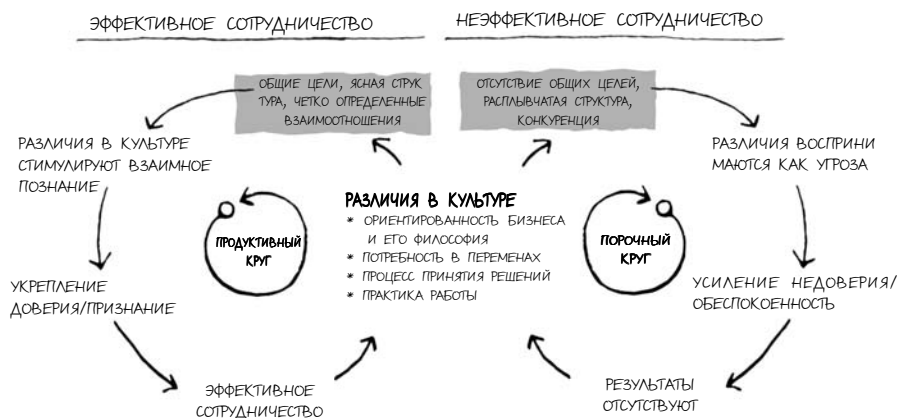 ЭФФЕКТИВНОЕ СОТРУДНИЧЕСТВО
НЕЭФФЕКТИВНОЕ СОТРУДНИЧЕСТВО
ОБЩИЕ ЦЕЛИ, ЯСНАЯ СТРУК
ТУРА, ЧЕТКО ОПРЕДЕЛЕННЫЕ
ВЗАИМООТНОШЕНИЯ
ОТСУТСТВИЕ ОБЩИХ ЦЕЛЕЙ,
РАСПЛЫВЧАТАЯ СТРУКТУРА,
КОНКУРЕНЦИЯ
РАЗЛИЧИЯ В КУЛЬТУРЕ
СТИМУЛИРУЮТ ВЗАИМНОЕ
ПОЗНАНИЕ
РАЗЛИЧИЯ ВОСПРИНИ
МАЮТСЯ КАК УГРОЗА
ПРОДУКТИВНЫЙ
КРУГ
РАЗЛИЧИЯ В КУЛЬТУРЕ
* ОРИЕНТИРОВАННОСТЬ БИЗНЕСА
И ЕГО ФИЛОСОФИЯ
* ПОТРЕБНОСТЬ В ПЕРЕМЕНАХ
* ПРОЦЕСС ПРИНЯТИЯ РЕШЕНИЙ
* ПРАКТИКА РАБОТЫ
ПОРОЧНЫЙ
КРУГ
УКРЕПЛЕНИЕ
ДОВЕРИЯ/ПРИЗНАНИЕ
УСИЛЕНИЕ НЕДОВЕРИЯ/
ОБЕСПОКОЕННОСТЬ
ЭФФЕКТИВНОЕ
СОТРУДНИЧЕСТВО
РЕЗУЛЬТАТЫ
ОТСУТСТВУЮТ